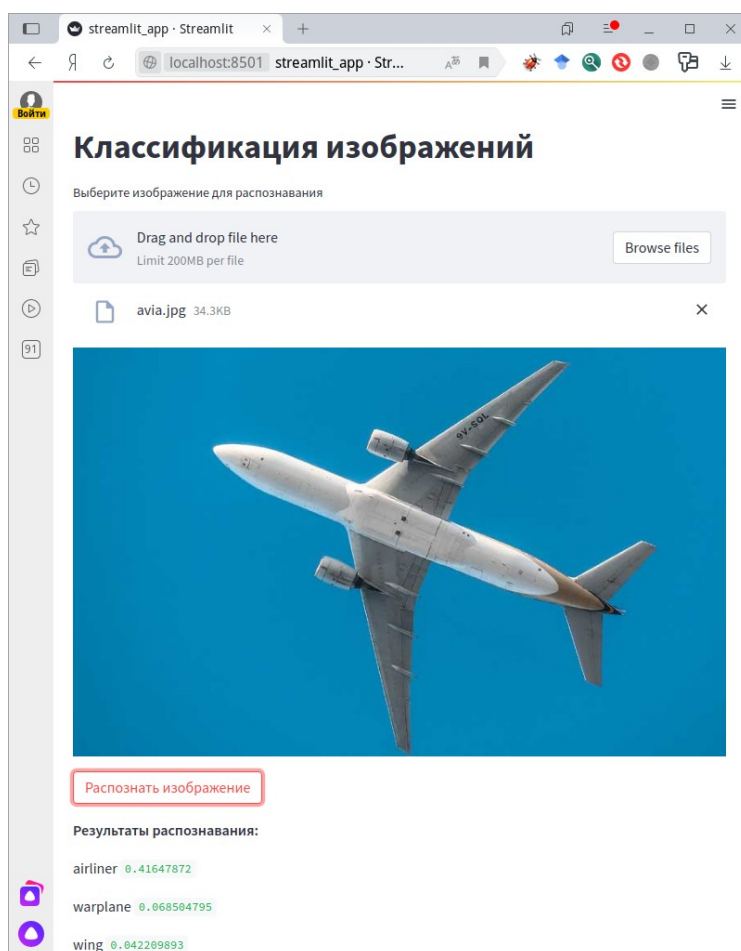 streamlit_app · Streamlit
localhost:8501 streamlit_app · Str...
Войти
Классификация изображений
Выберите изображение для распознавания
Drag and drop file here
Limit 200MB per file
Browse files
avia.jpg 34.3KB
91
9V-SQL
Распознать изображение
Результаты распознавания:
airliner 0.41647872
warplane 0.068504795
wing 0.042209893